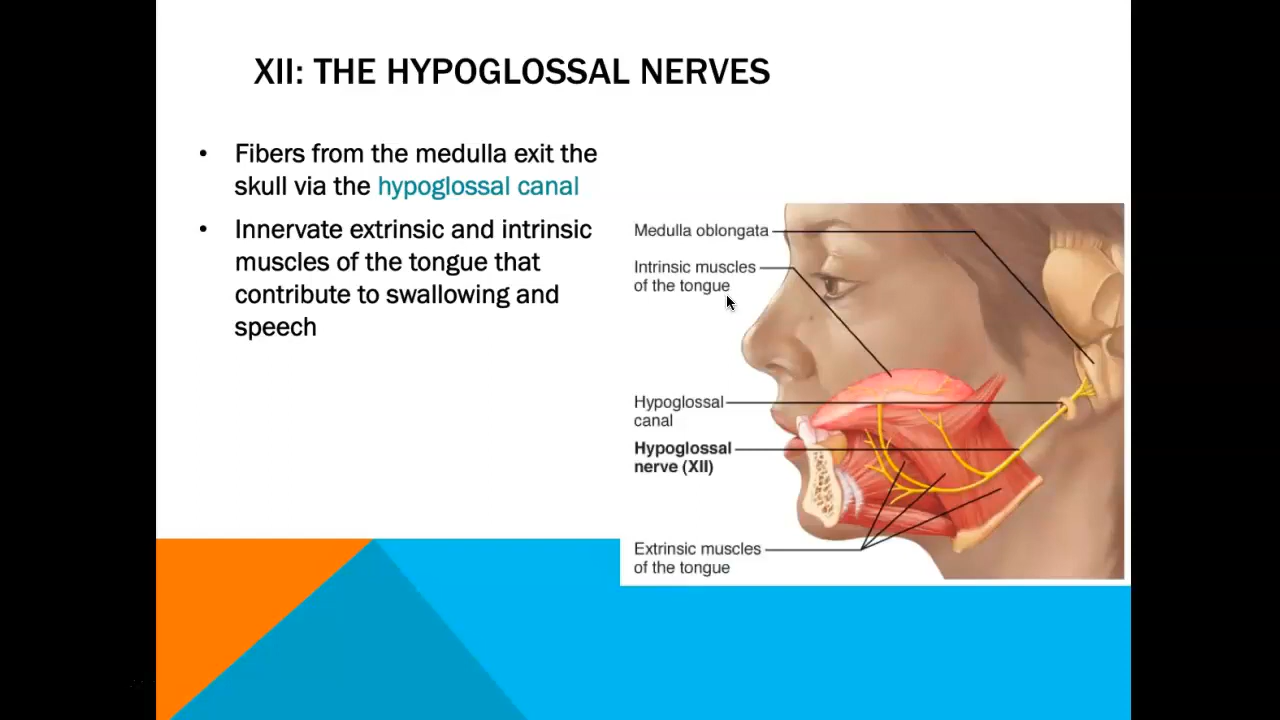 XII: THE HYPOGLOSSAL NERVES
• Fibers from the medulla exit the
skull via the hypoglossal canal
• Innervate extrinsic and intrinsic
muscles of the tongue that
contribute to swallowing and
speech
Medulla oblongata
Intrinsic muscles
of the tongue
Hypoglossal
canal
Hypoglossal
nerve (XII)
Extrinsic muscles
of the tongue